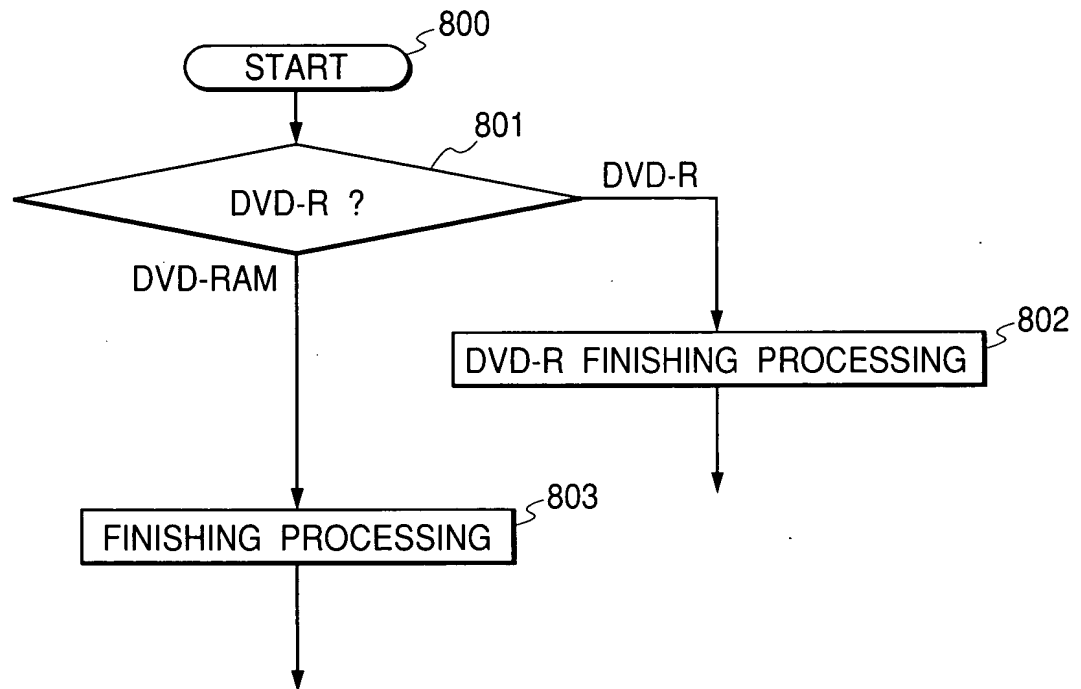 800
START
801
DVD-R ?
DVD-R
DVD-RAM
802
DVD-R FINISHING PROCESSING
803
FINISHING PROCESSING